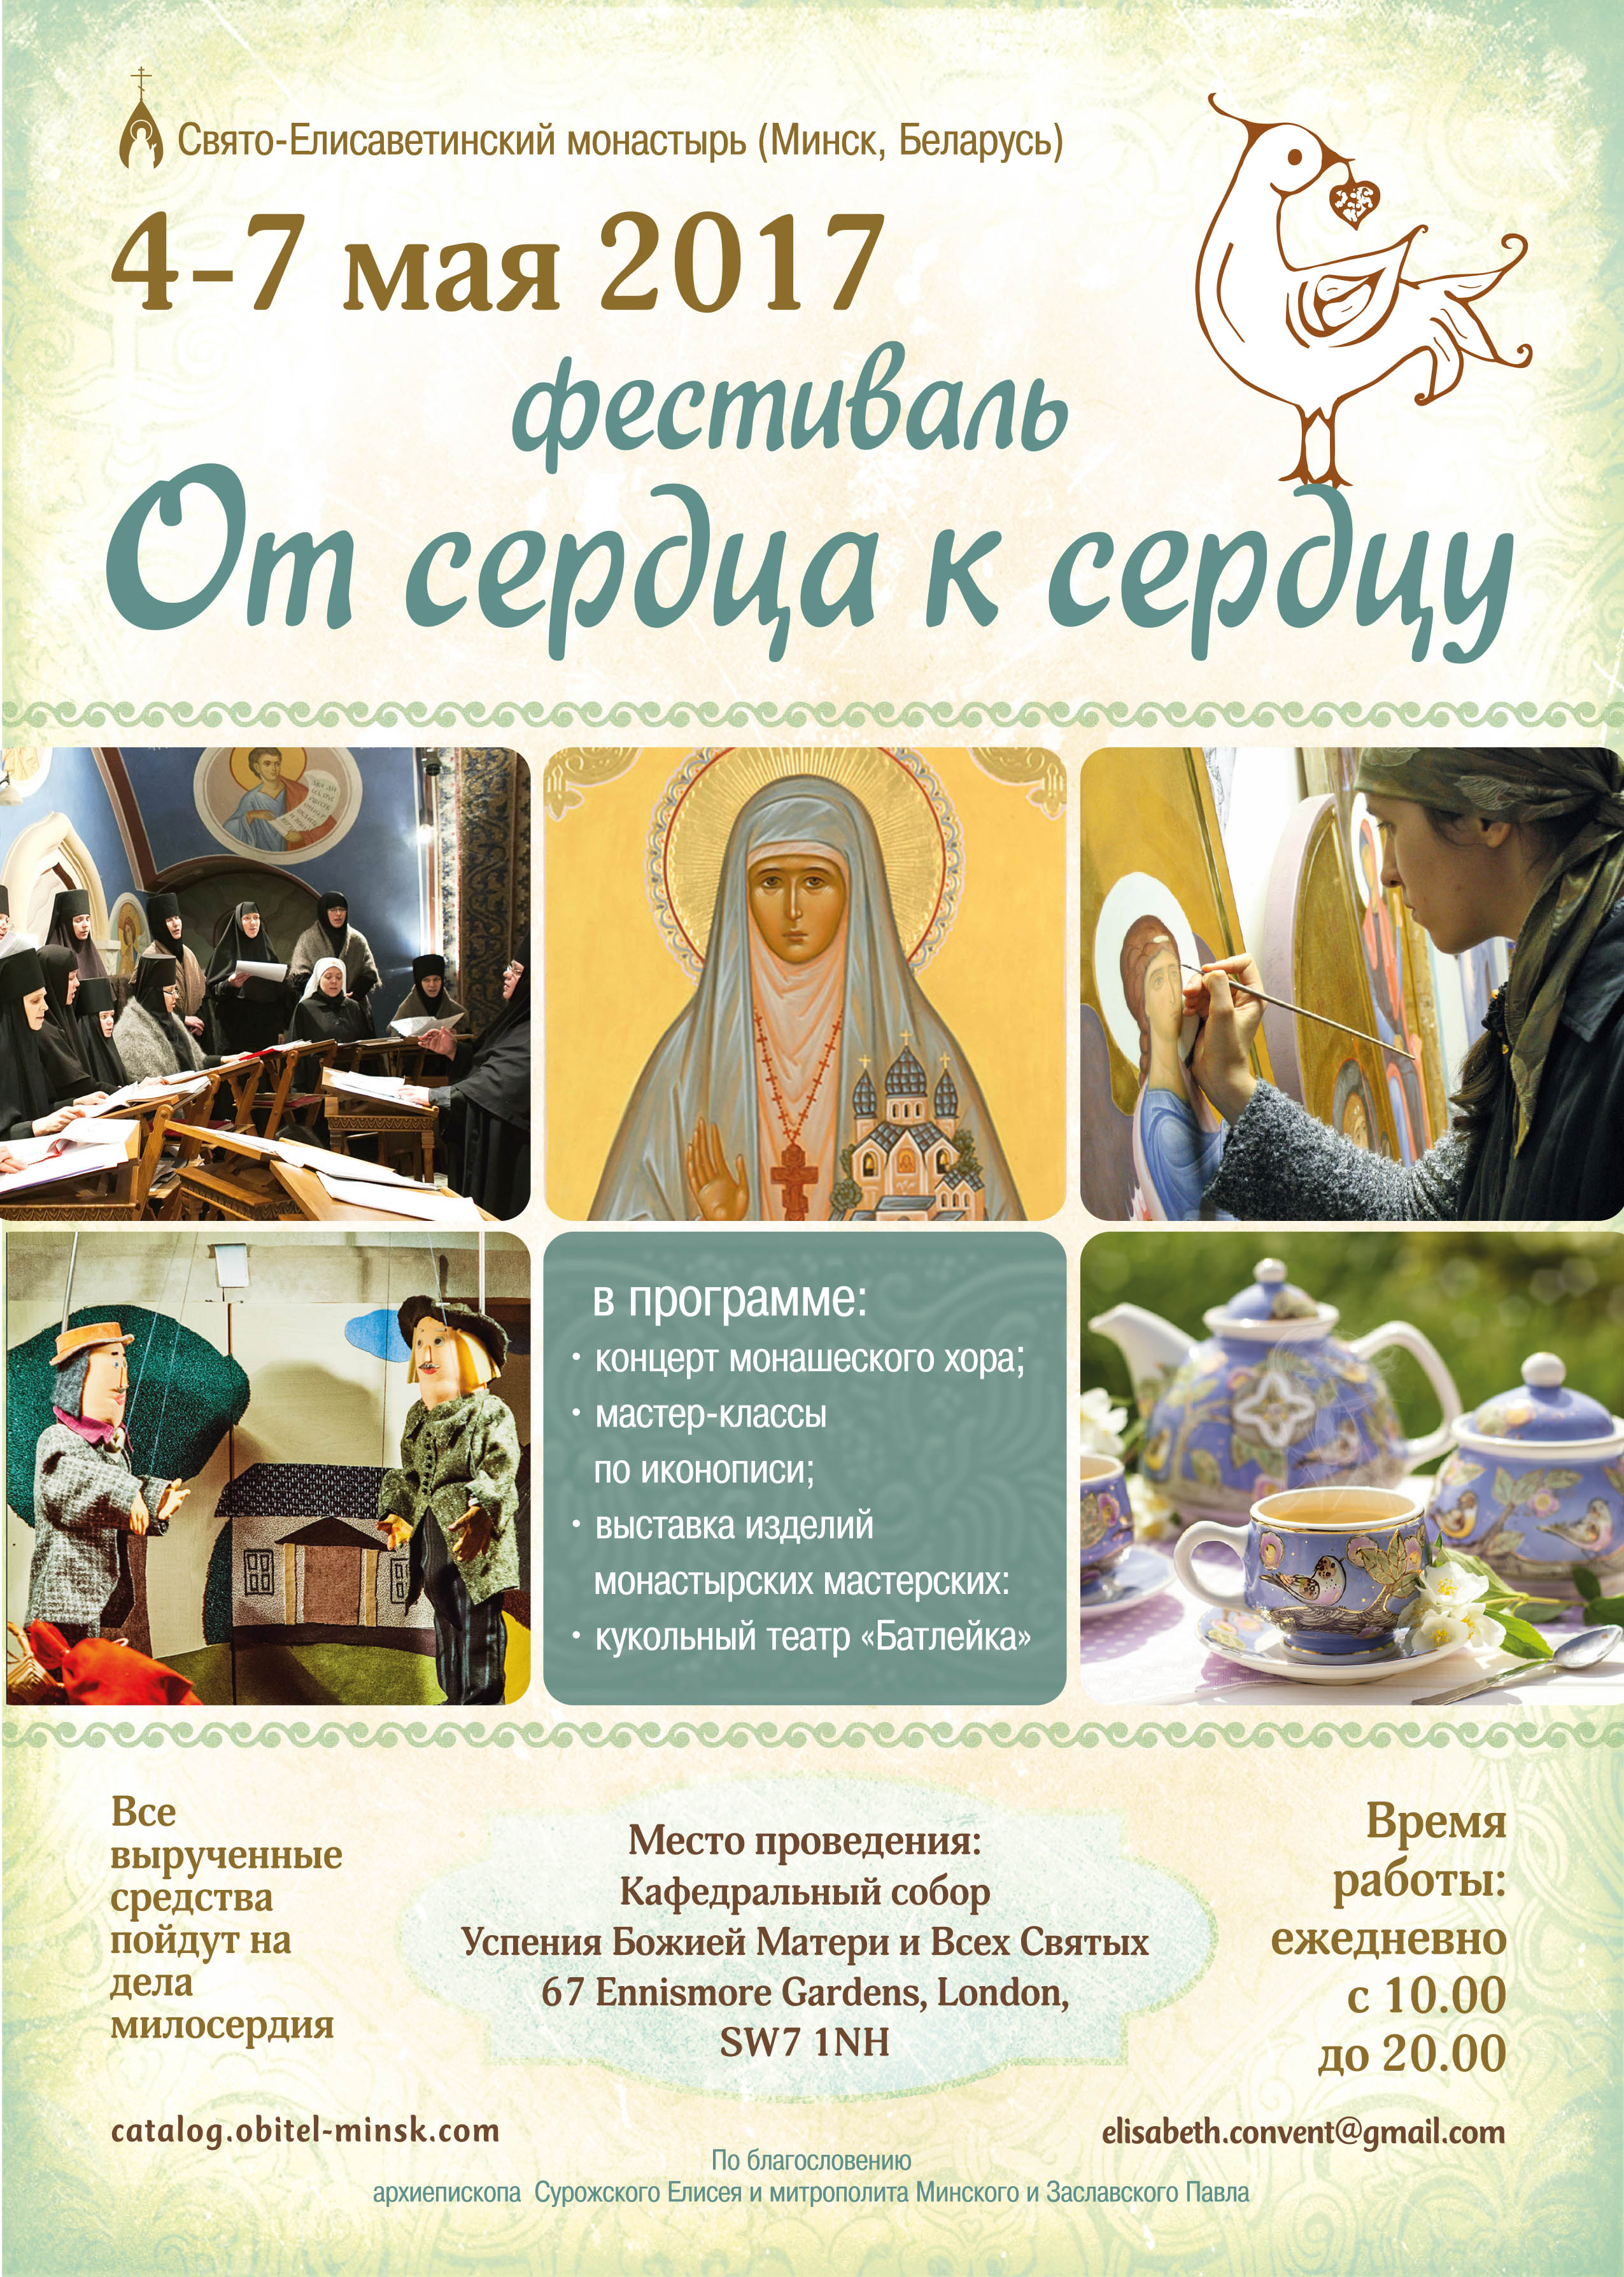 Свято-Елисаветинский монастырь (Минск, Беларусь)
4-7 мая 2017
фестиваль
От сердца к сердцу
в программе:
• концерт монашеского хора;
• мастер-классы
по иконописи;
• выставка изделий
монастырских мастерских:
• кукольный театр «Батлейка»
Все
вырученные
средства
пойдут на
дела
милосердия
Место проведения:
Кафедральный собор
Успения Божией Матери и Всех Святых
67 Ennismore Gardens, London,
SW7 1NH
Время
работы:
ежедневно
с 10.00
до 20.00
catalog.obitel-minsk.com
elisabeth.convent@gmail.com
По благословению
архиепископа Сурожского Елисея и митрополита Минского и Заславского Павла